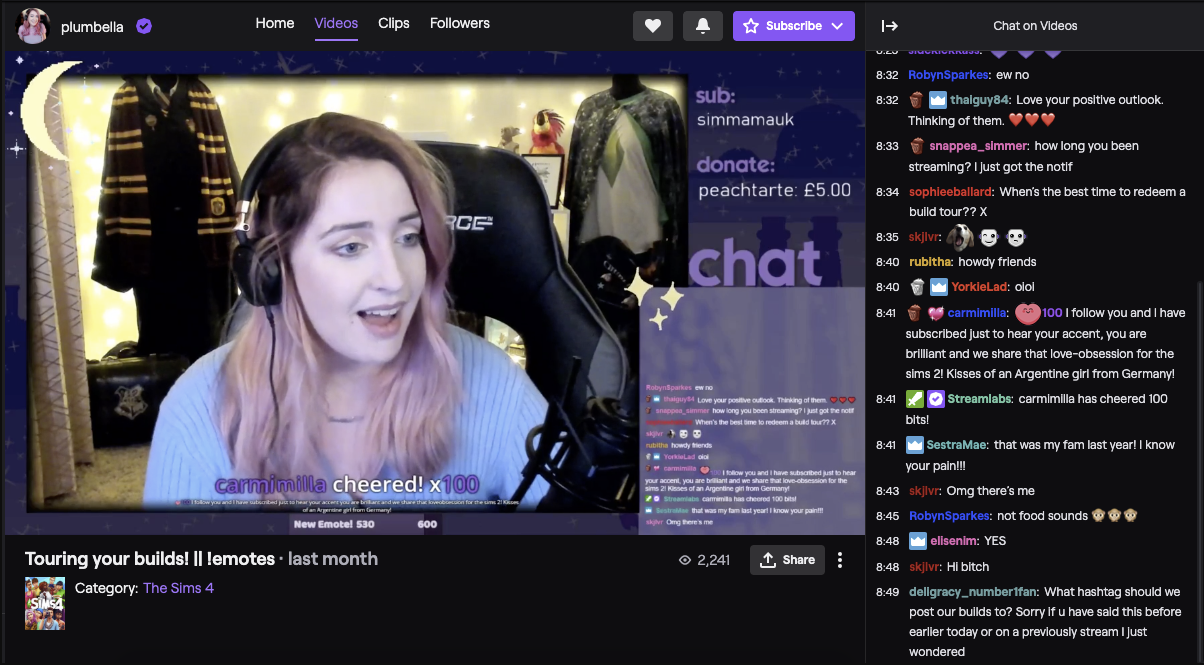 plumbella
Home
Videos
Clips
Followers
Subscribe
Chat on Videos
sub:
simmamauk
donate:
peachtarte: £5.00
chat
RobynSparkes ew no
thaiguy84 Love your positive outlook. Thinking of them.
snappea_simmer how long you been streaming? I just got the notif
When's the best time to redeem a build tour?? X
skjlvr
rubitha howdy friends
YorkieLad oioi
carmimilla 100 I follow you and I have subscribed just to hear
your accent, you are brilliant and we share that love-obsession for the
sims 2! Kisses of an Argentine girl from Germany!
Streamlabs carmimilla has cheered 100 bits!
SestraMae that was my fam last year! I know your pain!!!
skjlvr Omg there's me
carmimilla cheered! x100
I follow you and I have subscribed just to hear your accent you are brilliant and we share that loveobsession for the sims 2! Kisses
of an Argentine girl from Germany!
New Emote! 530
600
Touring your builds! || !emotes · last month
2,241
Share
Category: The Sims 4
SIMS4
8:32 RobynSparkes: ew no
8:32 thaiguy84: Love your positive outlook.
Thinking of them.
8:33 snappea_simmer: how long you been
streaming? I just got the notif
8:34 sophieeballard: When's the best time to redeem a
build tour?? X
8:35 skjlvr:
8:40 rubitha: howdy friends
8:40 YorkieLad: oioi
8:41 carmimilla: 100 I follow you and I have
subscribed just to hear your accent, you are
brilliant and we share that love-obsession for the
sims 2! Kisses of an Argentine girl from Germany!
8:41 Streamlabs: carmimilla has cheered 100
bits!
8:41 SestraMae: that was my fam last year! I know
your pain!!!
8:43 skjlvr: Omg there's me
8:45 RobynSparkes: not food sounds
8:48 elisenim: YES
8:48 skjlvr: Hi bitch
8:49 deligracy_number1fan: What hashtag should we
post our builds to? Sorry if u have said this before
earlier today or on a previously stream I just
wondered